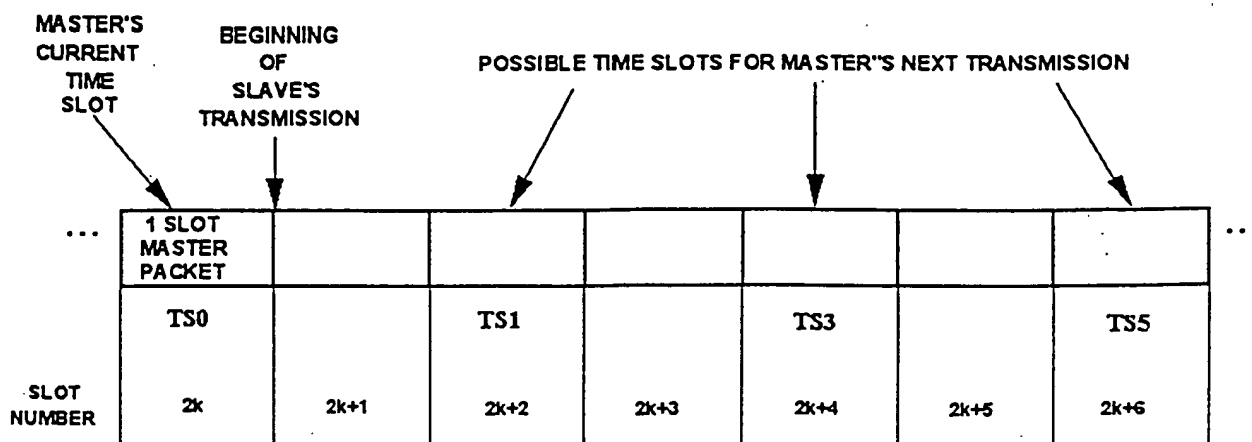 MASTER'S
CURRENT
TIME
SLOT
BEGINNING
OF
SLAVE'S
TRANSMISSION
POSSIBLE TIME SLOTS FOR MASTER"S NEXT TRANSMISSION
... 1 SLOT ..
MASTER
PACKET
TS0 TS1 TS3 TS5
SLOT
NUMBER
2k 2k+1 2k+2 2k+3 2k+4 2k+5 2k+6